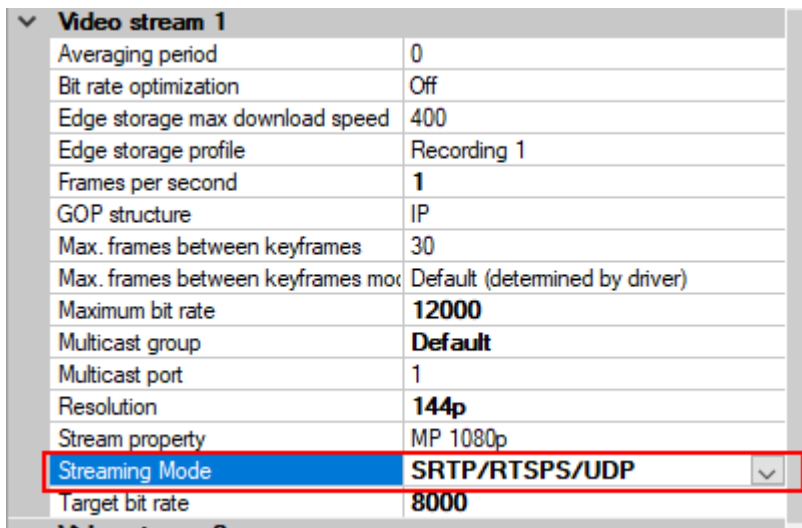 Video stream 1
Averaging period 0
Bit rate optimization Off
Edge storage max download speed 400
Edge storage profile Recording 1
Frames per second 1
GOP structure IP
Max. frames between keyframes 30
Max. frames between keyframes mo Default (determined by driver)
Maximum bit rate 12000
Multicast group Default
Multicast port 1
Resolution 144p
Stream property MP 1080p
Streaming Mode SRTP/RTSPS/UDP
Target bit rate 8000